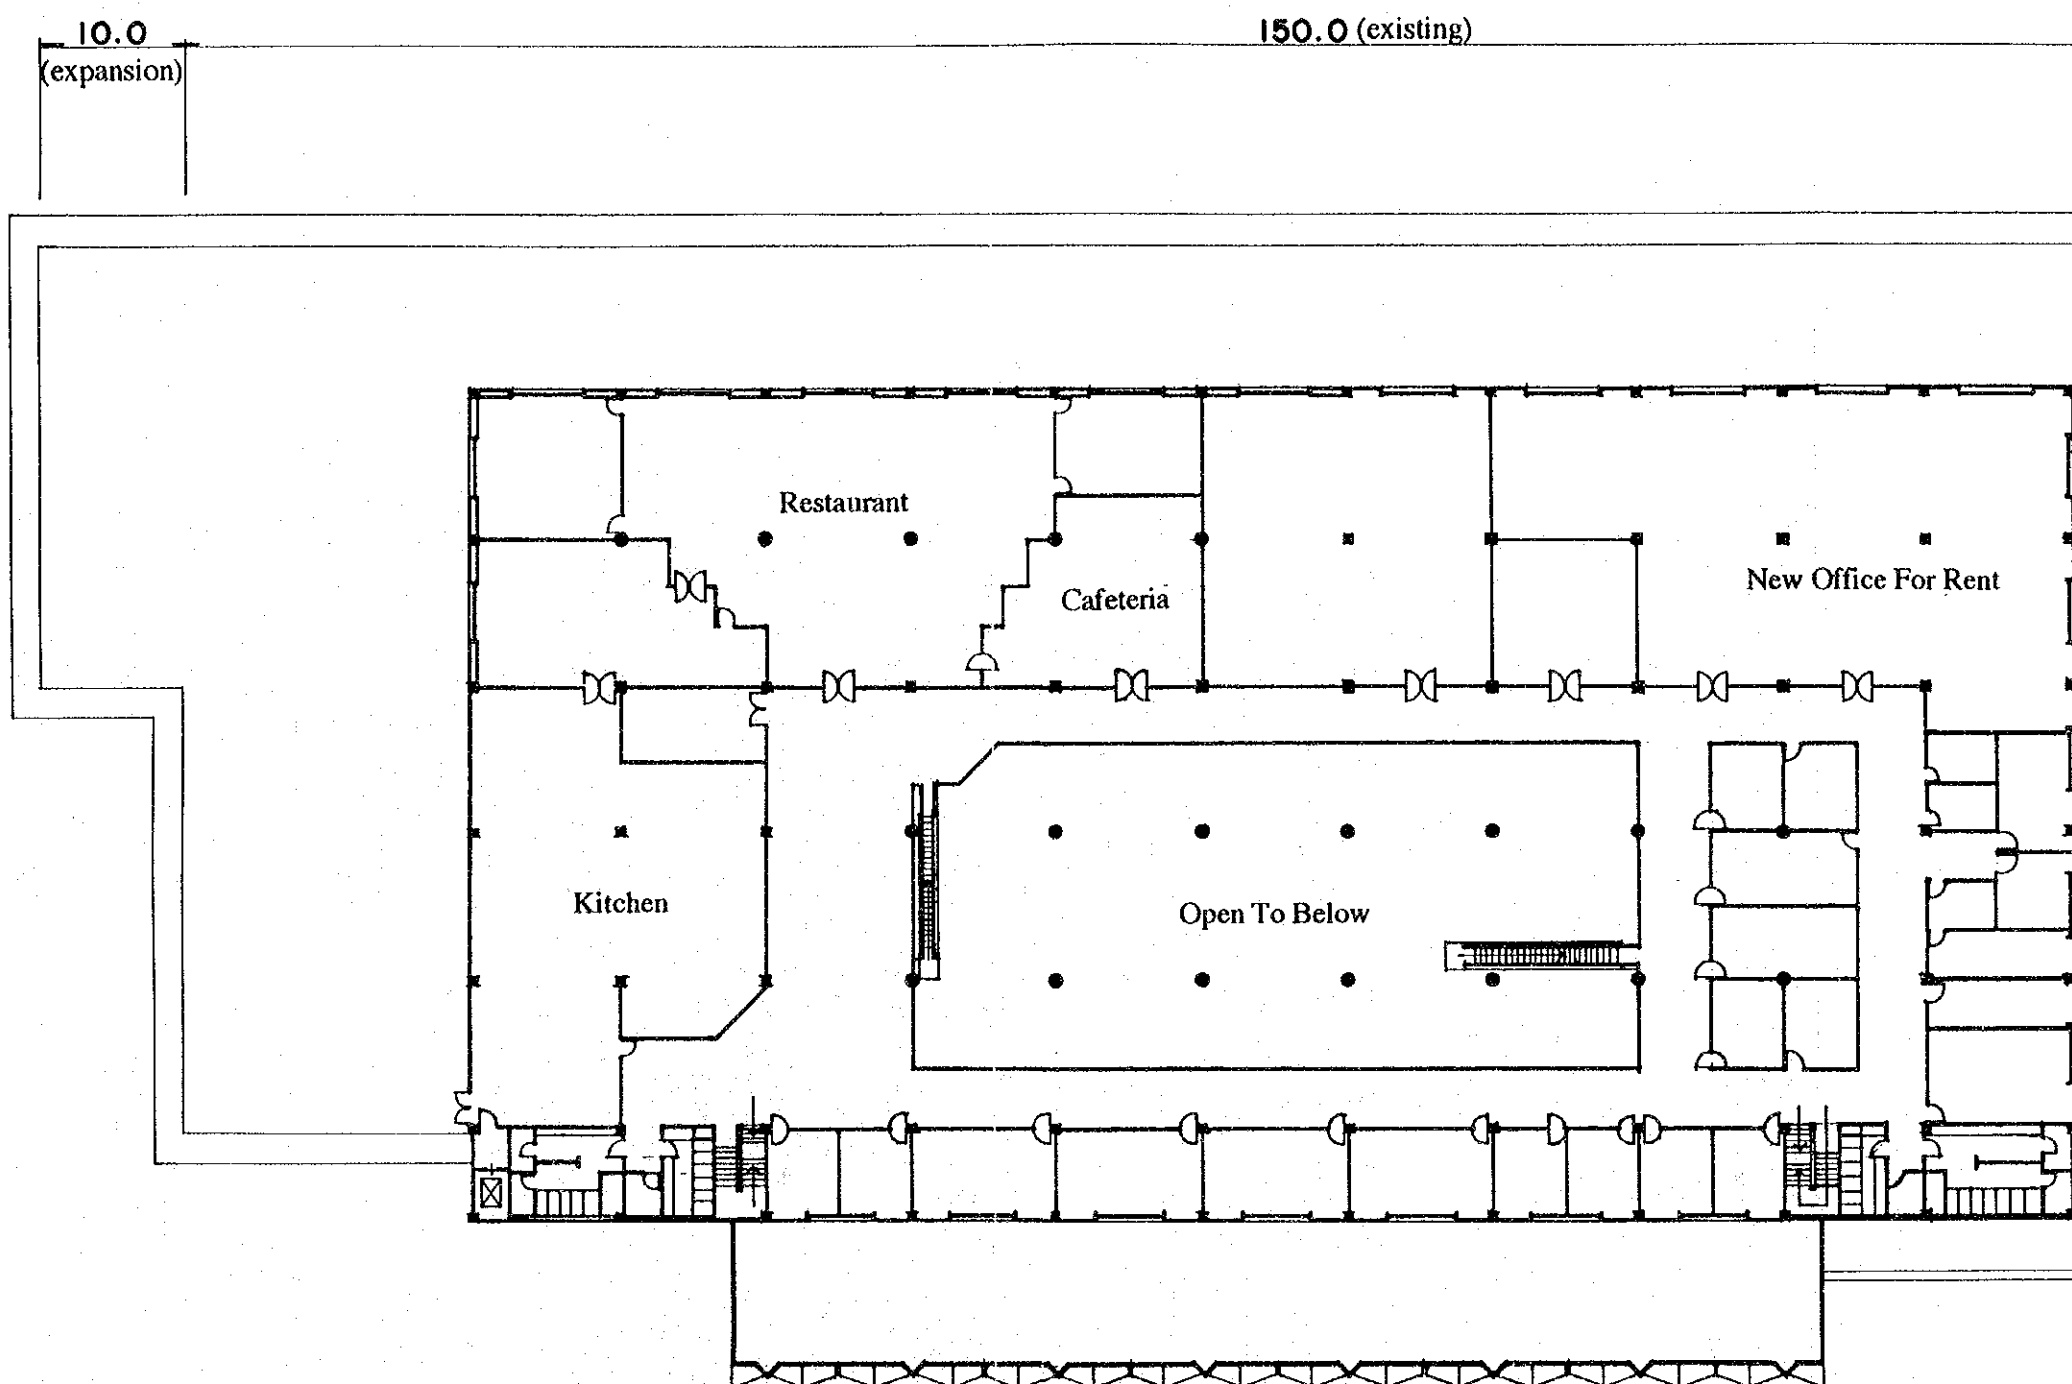 10.0
(expansion)
150.0 (existing)
Restaurant
Cafeteria
New Office For Rent
Kitchen
Open To Below